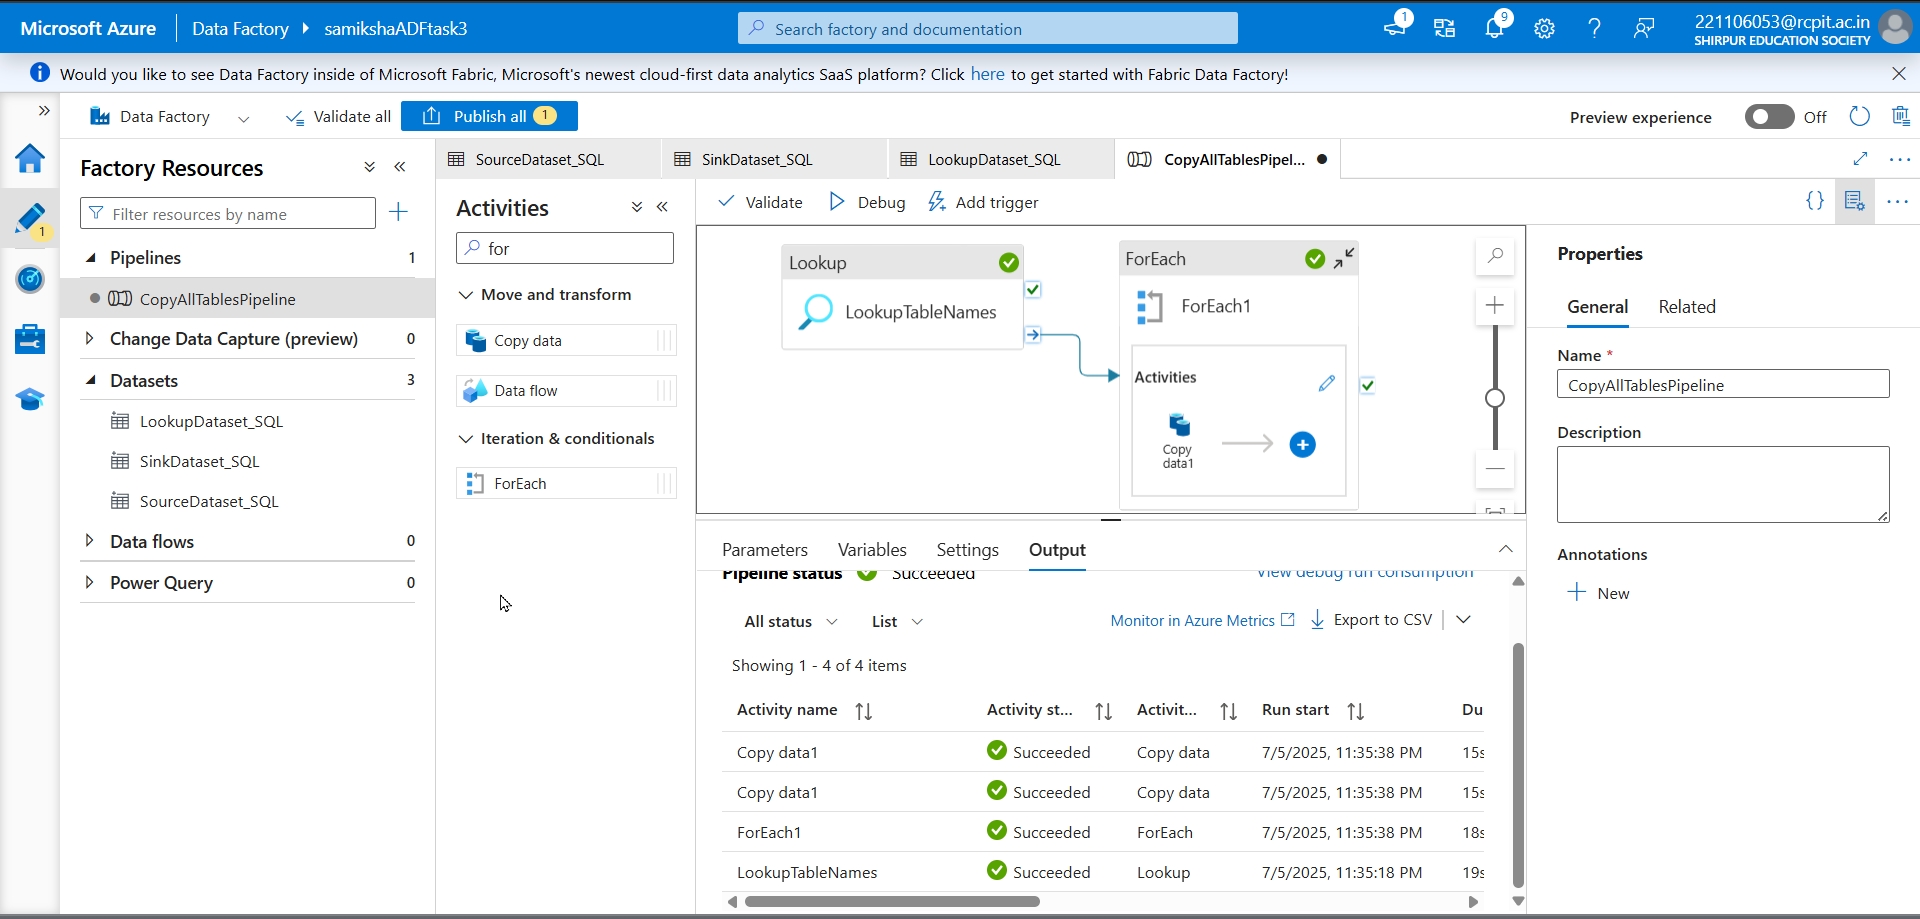 Microsoft Azure
Data Factory
samikshaADFtask3
Search factory and documentation
1
9
221106053@rcpit.ac.in
SHIRPUR EDUCATION SOCIETY
Would you like to see Data Factory inside of Microsoft Fabric, Microsoft's newest cloud-first data analytics SaaS platform? Click here to get started with Fabric Data Factory!
Data Factory
Validate all
Publish all 1
Preview experience
Off
1
Factory Resources
Filter resources by name
Pipelines 1
CopyAllTablesPipeline
Change Data Capture (preview) 0
Datasets 3
LookupDataset_SQL
SinkDataset_SQL
SourceDataset_SQL
Data flows 0
Power Query 0
SourceDataset_SQL
SinkDataset_SQL
LookupDataset_SQL
CopyAllTablesPipel...
Activities
for
Move and transform
Copy data
Data flow
Iteration & conditionals
ForEach
Validate
Debug
Add trigger
Lookup
LookupTableNames
ForEach
ForEach1
Activities
Copy
data1
Parameters
Variables
Settings
Output
Pipeline status Succeeded
View debug run consumption
All status
List
Monitor in Azure Metrics
Export to CSV
Showing 1 - 4 of 4 items
Activity name Activity st... Activit... Run start Du
Copy data1 Succeeded Copy data 7/5/2025, 11:35:38 PM 15s
Copy data1 Succeeded Copy data 7/5/2025, 11:35:38 PM 15s
ForEach1 Succeeded ForEach 7/5/2025, 11:35:38 PM 18s
LookupTableNames Succeeded Lookup 7/5/2025, 11:35:18 PM 19s
Properties
General
Related
Name *
CopyAllTablesPipeline
Description
Annotations
New